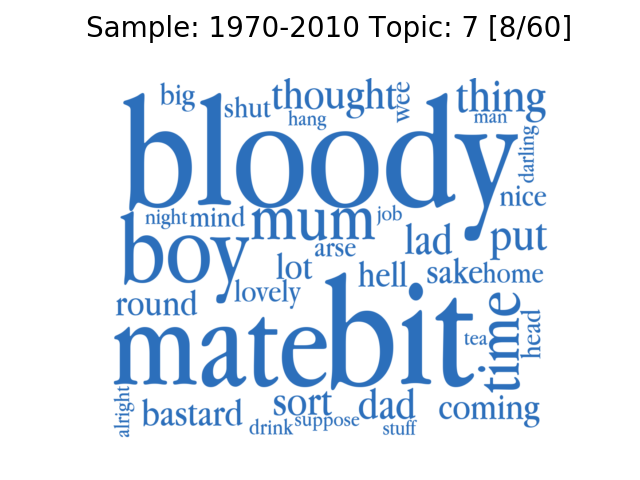 Sample: 1970-2010 Topic: 7 [8/60]
big shut thought wee thing
hang man
bloody darling
nice
night mind mum job
boy arse lad put
lot hell sake home
lovely
round
mate bit tea time head
alright bastard sort dad coming
drink suppose stuff